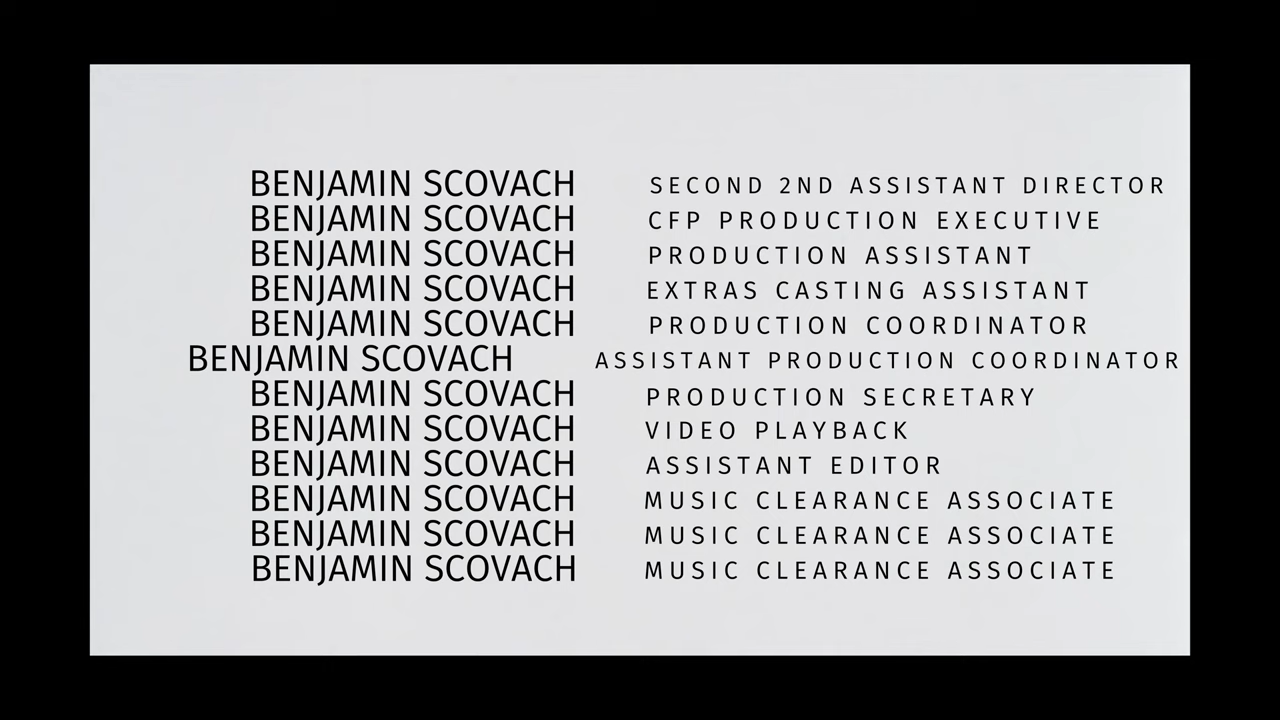 BENJAMIN SCOVACH SECOND 2ND ASSISTANT DIRECTOR
BENJAMIN SCOVACH CFP PRODUCTION EXECUTIVE
BENJAMIN SCOVACH PRODUCTION ASSISTANT
BENJAMIN SCOVACH EXTRAS CASTING ASSISTANT
BENJAMIN SCOVACH PRODUCTION COORDINATOR
BENJAMIN SCOVACH ASSISTANT PRODUCTION COORDINATOR
BENJAMIN SCOVACH PRODUCTION SECRETARY
BENJAMIN SCOVACH VIDEO PLAYBACK
BENJAMIN SCOVACH ASSISTANT EDITOR
BENJAMIN SCOVACH MUSIC CLEARANCE ASSOCIATE
BENJAMIN SCOVACH MUSIC CLEARANCE ASSOCIATE
BENJAMIN SCOVACH MUSIC CLEARANCE ASSOCIATE